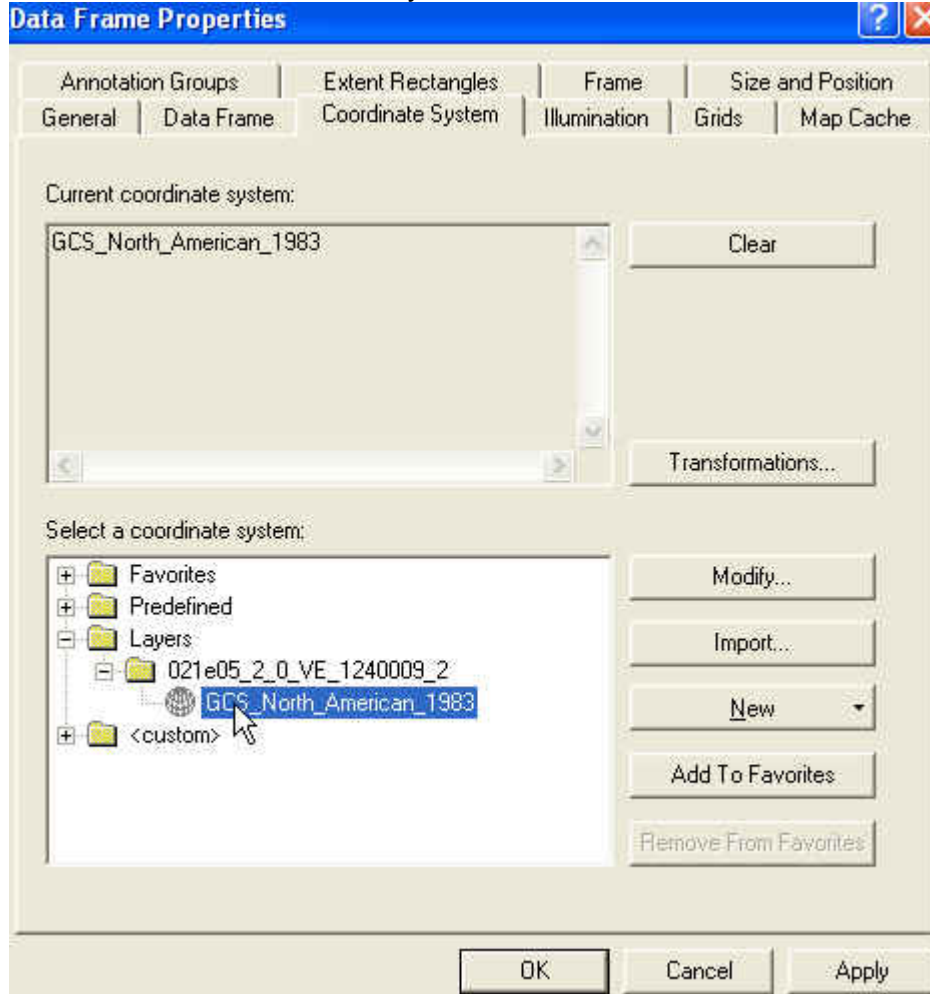 Data Frame Properties
Annotation Groups Extent Rectangles Frame Size and Position
General Data Frame Coordinate System Illumination Grids Map Cache
Current coordinate system:
GCS_North_American_1983
Clear
Transformations...
Select a coordinate system:
Favorites
Predefined
Layers
021e05_2_0_VE_1240009_2
GCS_North_American_1983
<custom>
Modify...
Import...
New
Add To Favorites
Remove From Favorites
OK Cancel Apply